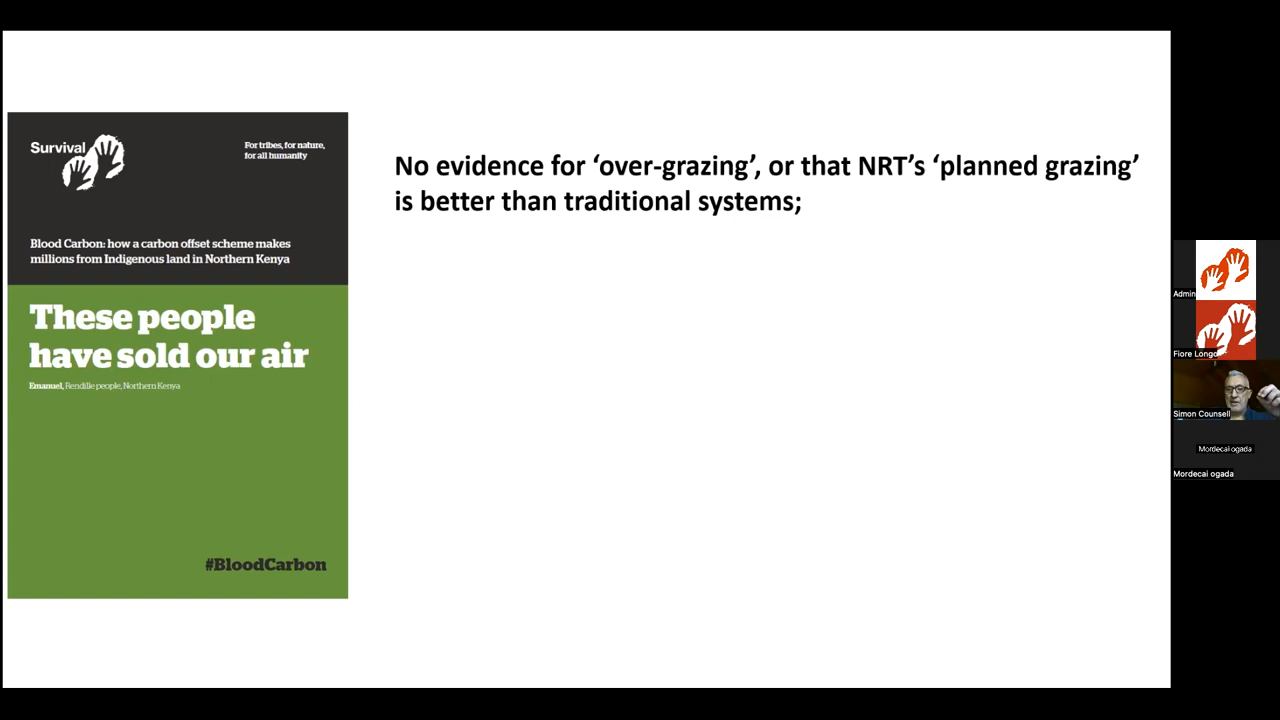 Survival
For tribes, for nature,
for all humanity
Blood Carbon: how a carbon offset scheme makes
millions from Indigenous land in Northern Kenya
These people
have sold our air
Emanuel, Rendille people, Northern Kenya
#BloodCarbon
No evidence for ‘over-grazing’, or that NRT’s ‘planned grazing’
is better than traditional systems;
Admin
Fiore Longo
Simon Counsell
Mordecai ogada
Mordecai ogada